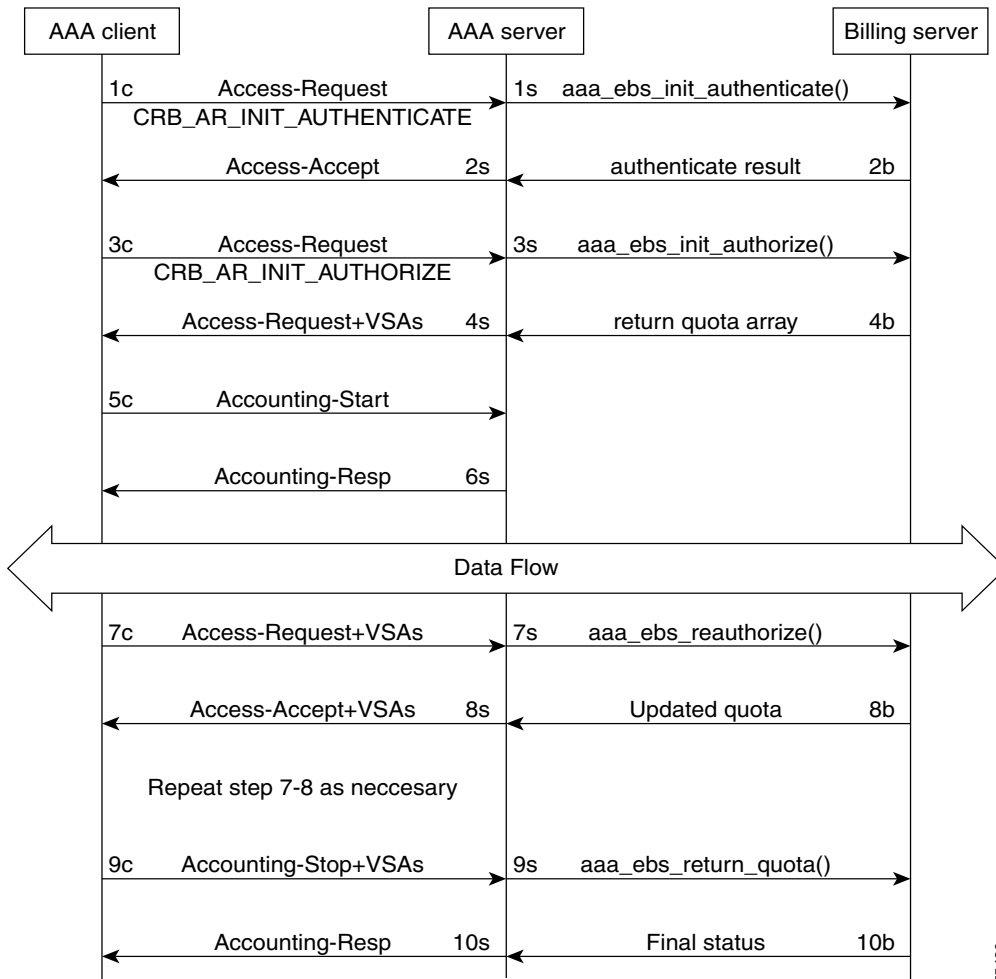 AAA client AAA server Billing server
1c Access-Request 1s aaa_ebs_init_authenticate()
CRB_AR_INIT_AUTHENTICATE
Access-Accept 2s authenticate result 2b
3c Access-Request 3s aaa_ebs_init_authorize()
CRB_AR_INIT_AUTHORIZE
Access-Request+VSAs 4s return quota array 4b
5c Accounting-Start
Accounting-Resp 6s
Data Flow
7c Access-Request+VSAs 7s aaa_ebs_reauthorize()
Access-Accept+VSAs 8s Updated quota 8b
Repeat step 7-8 as neccesary
9c Accounting-Stop+VSAs 9s aaa_ebs_return_quota()
Accounting-Resp 10s Final status 10b